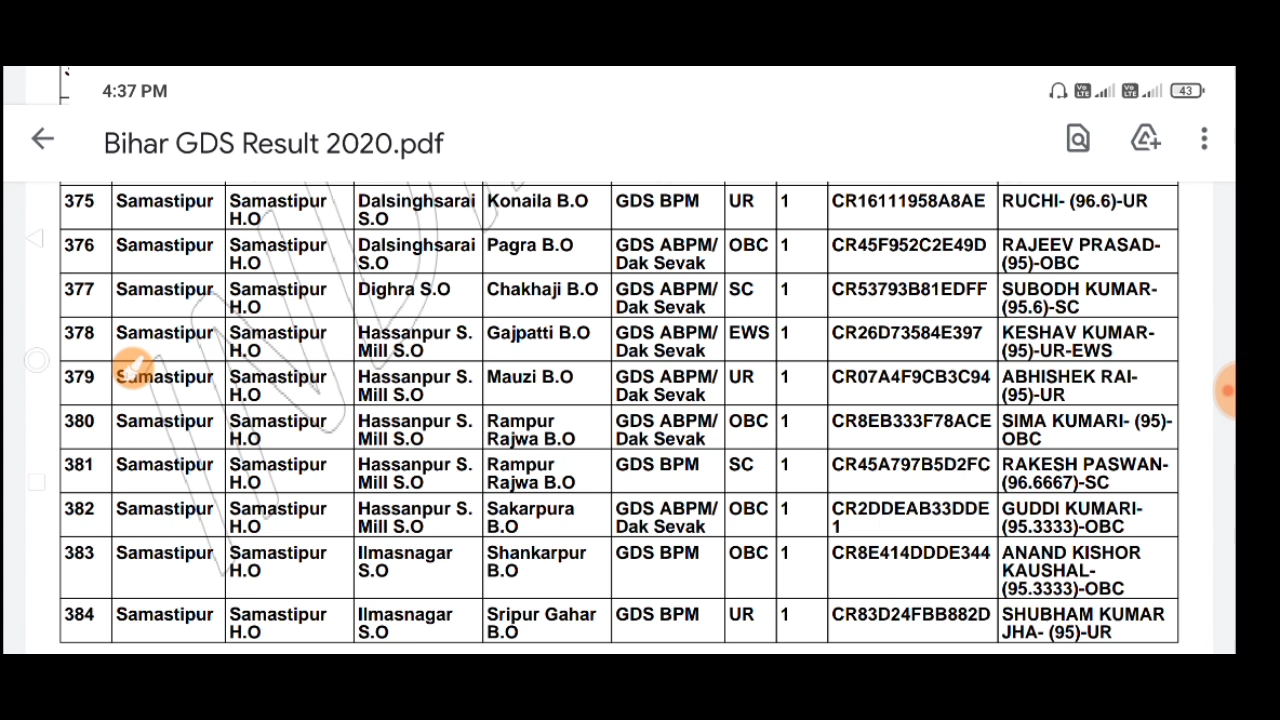 4:37 PM
Vo LTE Vo LTE 43
Bihar GDS Result 2020.pdf
375 Samastipur Samastipur Dalsinghsarai Konaila B.O GDS BPM UR 1 CR16111958A8AE RUCHI- (96.6)-UR
H.O S.O
376 Samastipur Samastipur Dalsinghsarai Pagra B.O GDS ABPM/ OBC 1 CR45F952C2E49D RAJEEV PRASAD-
H.O S.O Dak Sevak (95)-OBC
377 Samastipur Samastipur Dighra S.O Chakhaji B.O GDS ABPM/ SC 1 CR53793B81EDFF SUBODH KUMAR-
H.O Dak Sevak (95.6)-SC
378 Samastipur Samastipur Hassanpur S. Gajpatti B.O GDS ABPM/ EWS 1 CR26D73584E397 KESHAV KUMAR-
H.O Mill S.O Dak Sevak (95)-UR-EWS
379 Samastipur Samastipur Hassanpur S. Mauzi B.O GDS ABPM/ UR 1 CR07A4F9CB3C94 ABHISHEK RAI-
H.O Mill S.O Dak Sevak (95)-UR
380 Samastipur Samastipur Hassanpur S. Rampur GDS ABPM/ OBC 1 CR8EB333F78ACE SIMA KUMARI- (95)-
H.O Mill S.O Rajwa B.O Dak Sevak OBC
381 Samastipur Samastipur Hassanpur S. Rampur GDS BPM SC 1 CR45A797B5D2FC RAKESH PASWAN-
H.O Mill S.O Rajwa B.O (96.6667)-SC
382 Samastipur Samastipur Hassanpur S. Sakarpura GDS ABPM/ OBC 1 CR2DDEAB33DDE GUDDI KUMARI-
H.O Mill S.O B.O Dak Sevak 1 (95.3333)-OBC
383 Samastipur Samastipur Ilmasnagar Shankarpur GDS BPM OBC 1 CR8E414DDDE344 ANAND KISHOR
H.O S.O B.O KAUSHAL-
(95.3333)-OBC
384 Samastipur Samastipur Ilmasnagar Sripur Gahar GDS BPM UR 1 CR83D24FBB882D SHUBHAM KUMAR
H.O S.O B.O JHA- (95)-UR